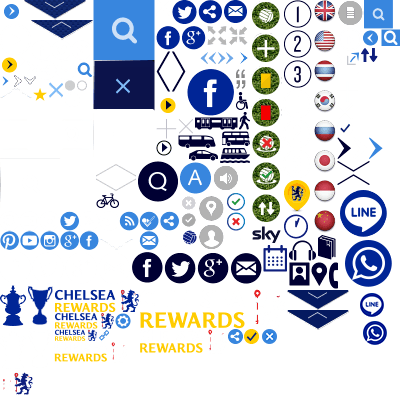 1
2
3
f
g+
f
Q
A
LINE
sky
f
g+
g+
f
LINE
CHELSEA
REWARDS
CHELSEA
REWARDS
CHELSEA
REWARDS
REWARDS
REWARDS
REWARDS